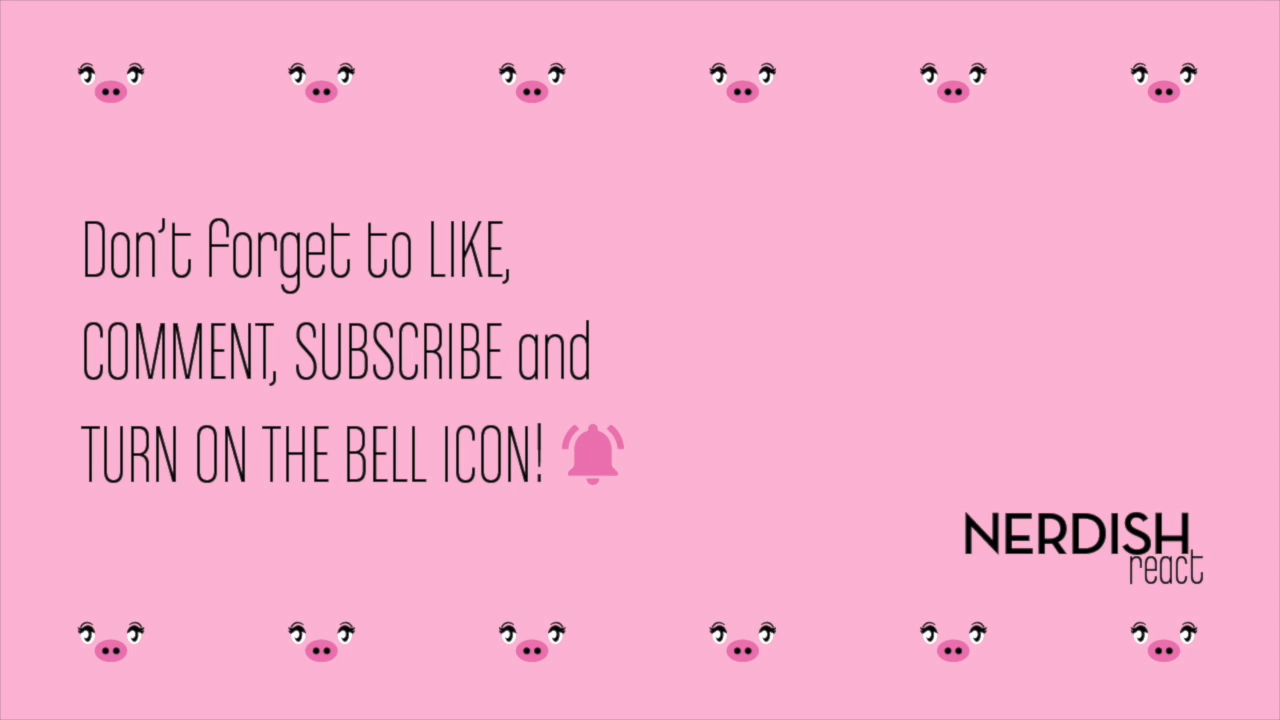 Don't forget to LIKE,
COMMENT, SUBSCRIBE and
TURN ON THE BELL ICON!
NERDISH
react